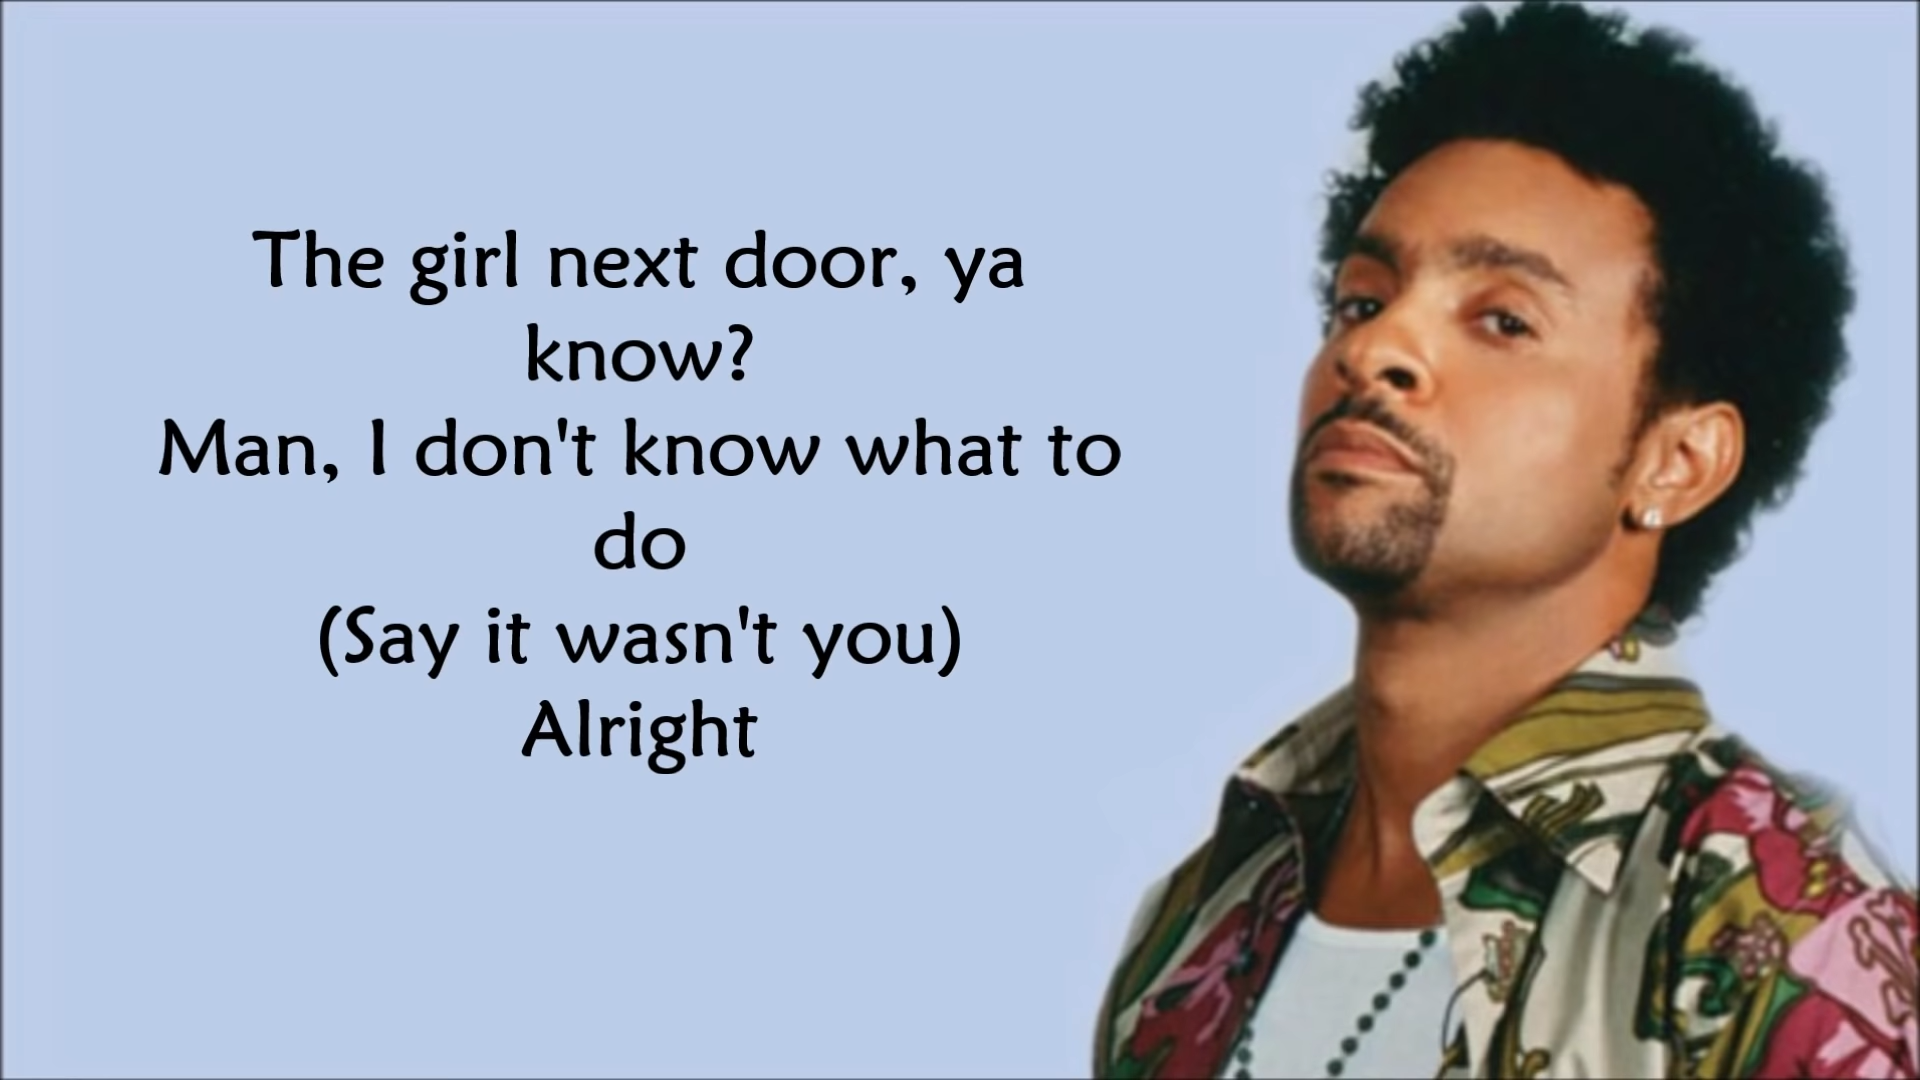 The girl next door, ya
know?
Man, I don't know what to
do
(Say it wasn't you)
Alright